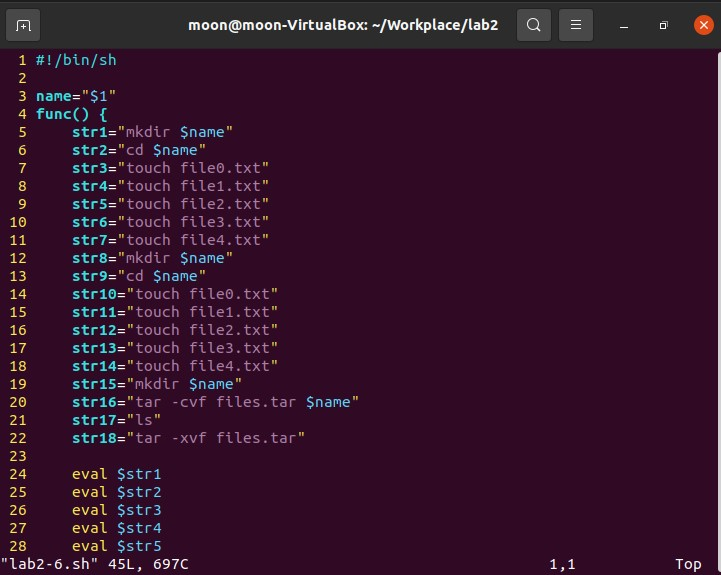 moon@moon-VirtualBox: ~/Workplace/lab2
1 #!/bin/sh
2
3 name="$1"
4 func() {
5     str1="mkdir $name"
6     str2="cd $name"
7     str3="touch file0.txt"
8     str4="touch file1.txt"
9     str5="touch file2.txt"
10     str6="touch file3.txt"
11     str7="touch file4.txt"
12     str8="mkdir $name"
13     str9="cd $name"
14     str10="touch file0.txt"
15     str11="touch file1.txt"
16     str12="touch file2.txt"
17     str13="touch file3.txt"
18     str14="touch file4.txt"
19     str15="mkdir $name"
20     str16="tar -cvf files.tar $name"
21     str17="ls"
22     str18="tar -xvf files.tar"
23
24     eval $str1
25     eval $str2
26     eval $str3
27     eval $str4
28     eval $str5
"lab2-6.sh" 45L, 697C 1,1 Top